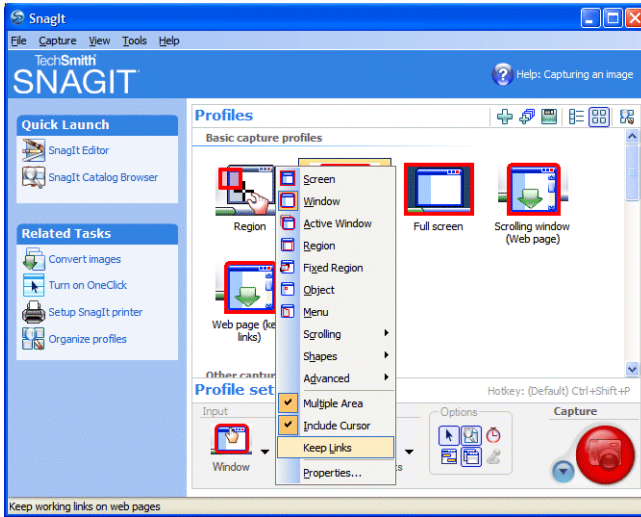 SnagIt
File Capture View Tools Help
TechSmith
SNAGIT
Help: Capturing an image
Quick Launch
SnagIt Editor
SnagIt Catalog Browser
Related Tasks
Convert images
Turn on OneClick
Setup SnagIt printer
Organize profiles
Profiles
Basic capture profiles
Region
Full screen
Scrolling window
(Web page)
Web page (ke
links)
Other captur
Screen
Window
Active Window
Region
Fixed Region
Object
Menu
Scrolling
Shapes
Advanced
Multiple Area
Include Cursor
Keep Links
Properties...
Profile set
Hotkey: (Default) Ctrl+Shift+P
Input
Window
s
Options
Capture
Keep working links on web pages